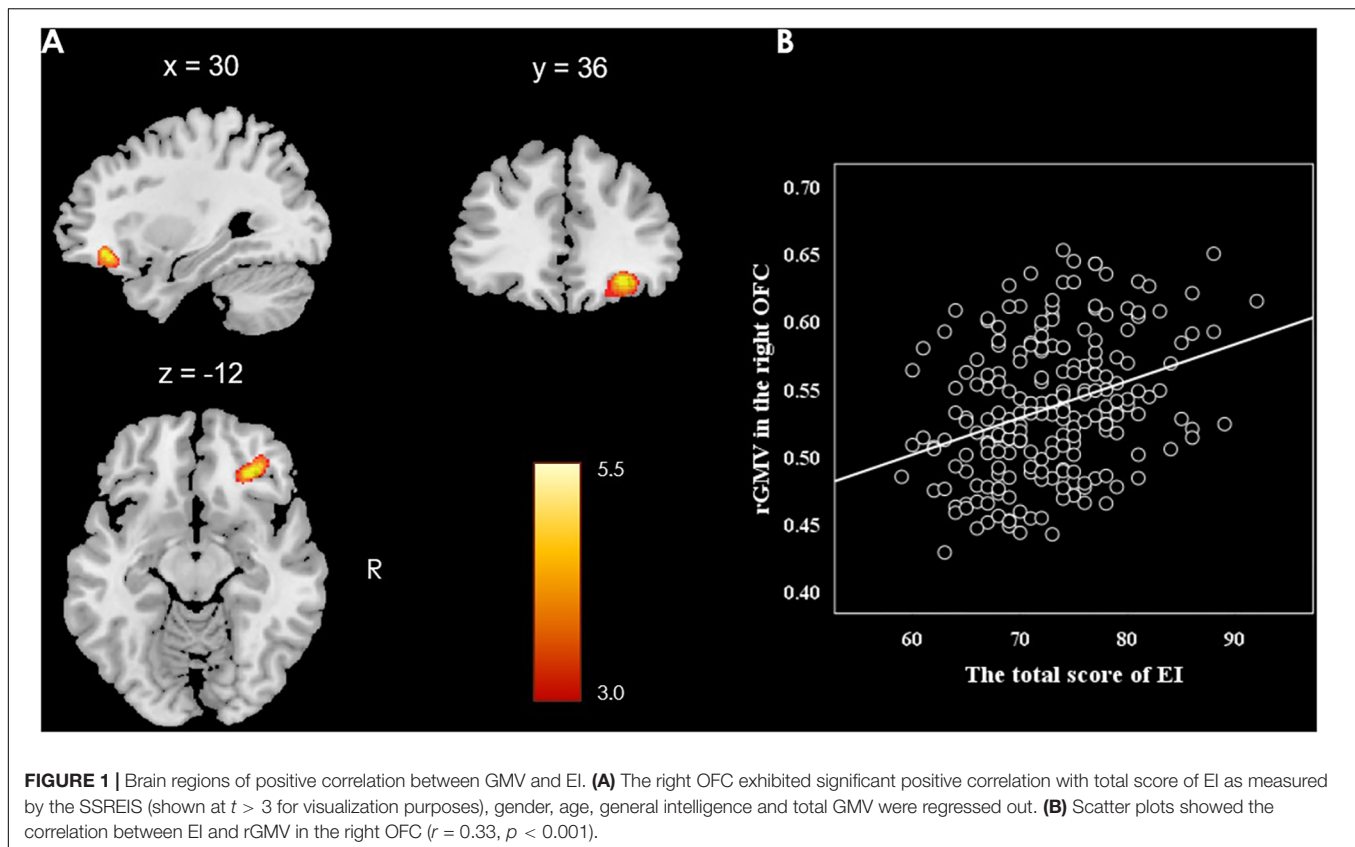 A
B
x = 30
y = 36
z = -12
R
5.5
3.0
0.70
0.65
0.60
0.55
0.50
0.45
0.40
rGMV in the right OFC
60 70 80 90
The total score of EI
FIGURE 1 | Brain regions of positive correlation between GMV and EI. (A) The right OFC exhibited significant positive correlation with total score of EI as measured
by the SSREIS (shown at t > 3 for visualization purposes), gender, age, general intelligence and total GMV were regressed out. (B) Scatter plots showed the
correlation between EI and rGMV in the right OFC (r = 0.33, p < 0.001).